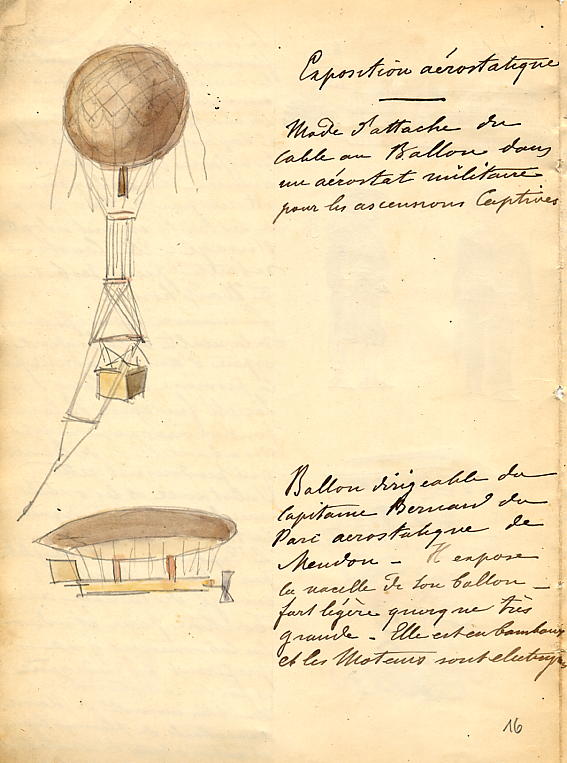 Exposition aérostatique
Mode d'attache du
cable au Ballon dans
un aérostat militaire
pour les ascensions Captives
Ballon dirigeable du
Capitaine Bernard du
Parc aerostatique de
Meudon - Il expose
la nacelle de son ballon -
fort légère quoique très
grande - Elle est en bambous
et les Moteurs sont electriques
16